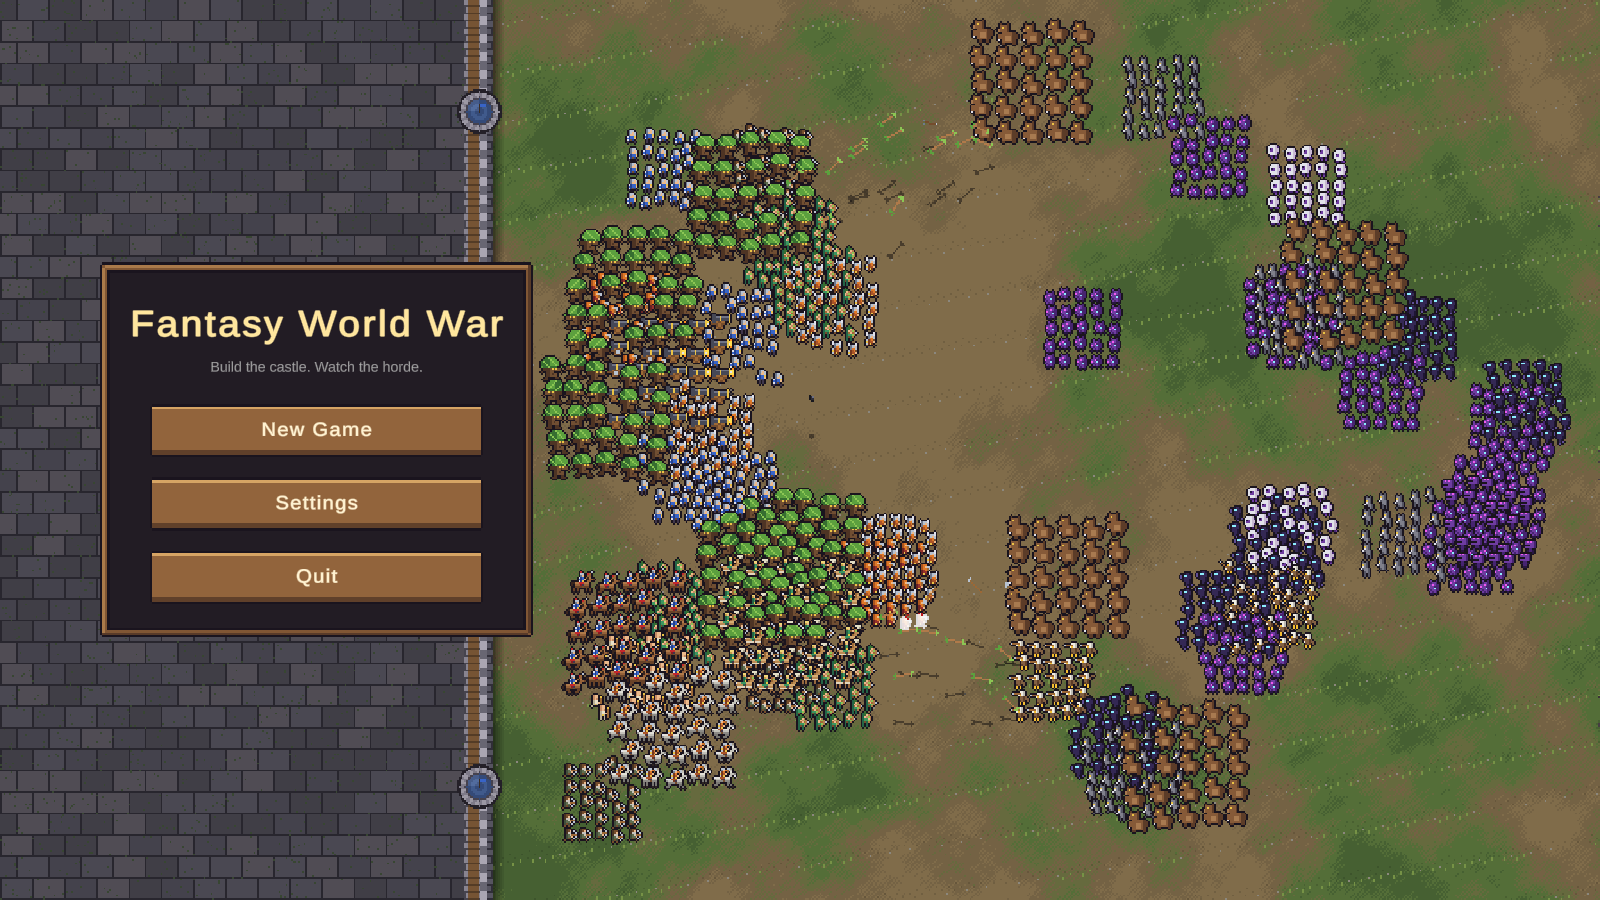 Fantasy World War
Build the castle. Watch the horde.
New Game
Settings
Quit